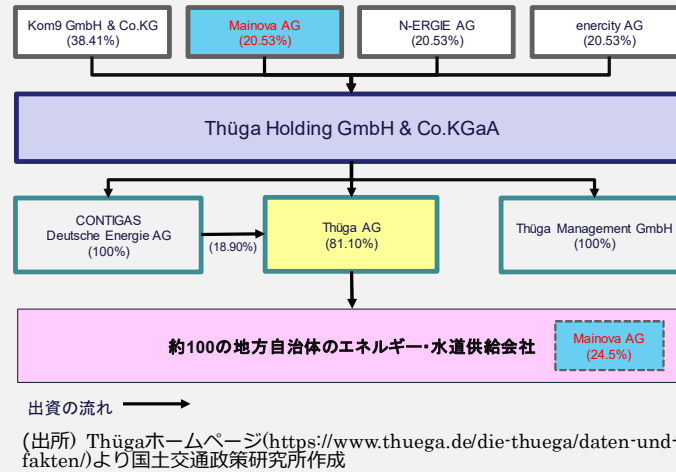 Kom9 GmbH & Co.KG
(38.41%)
Mainova AG
(20.53%)
N-ERGIE AG
(20.53%)
enercity AG
(20.53%)
Thüga Holding GmbH & Co.KGaA
CONTIGAS
Deutsche Energie AG
(100%)
(18.90%)
Thüga AG
(81.10%)
Thüga Management GmbH
(100%)
約100の地方自治体のエネルギー・水道供給会社
Mainova AG
(24.5%)
出資の流れ
(出所) Thügaホームページ(https://www.thuega.de/die-thuega/daten-und-
fakten/)より国土交通政策研究所作成